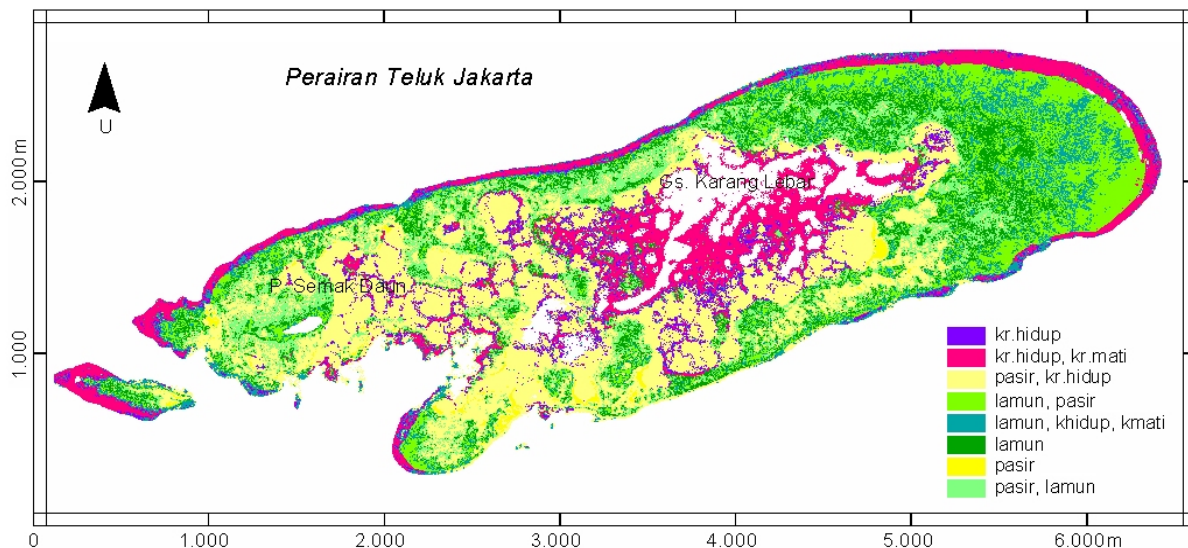 Perairan Teluk Jakarta
U
2.000m
Gs. Karang Lebar
P. Semak Daun
1.000
kr.hidup
kr.hidup, kr.mati
pasir, kr.hidup
lamun, pasir
lamun, khidup, kmati
lamun
pasir
pasir, lamun
0 1.000 2.000 3.000 4.000 5.000 6.000m